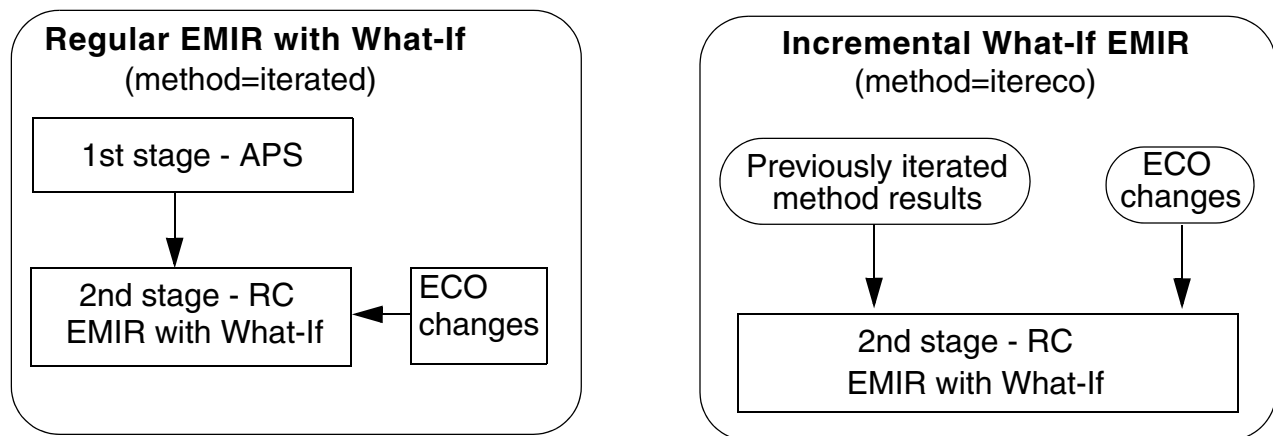 Regular EMIR with What-If
(method=iterated)
1st stage - APS
2nd stage - RC
EMIR with What-If
ECO
changes
Incremental What-If EMIR
(method=itereco)
Previously iterated
method results
ECO
changes
2nd stage - RC
EMIR with What-If